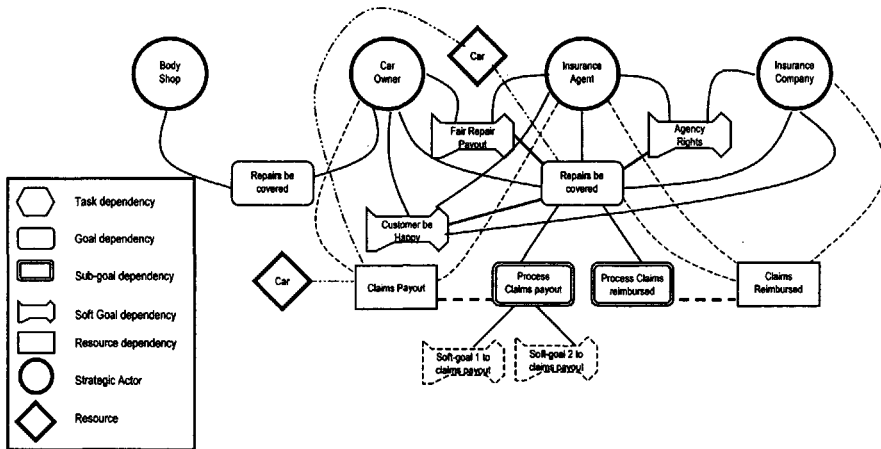 Body
Shop
Car
Owner
Car
Insurance
Agent
Insurance
Company
Fair Repair
Payout
Agency
Rights
Repairs be
covered
Repairs be
covered
Customer be
Happy
Car
Claims Payout
Process
Claims payout
Process Claims
reimbursed
Claims
Reimbursed
Soft-goal 1 to
claims payout
Soft-goal 2 to
claims payout
Task dependency
Goal dependency
Sub-goal dependency
Soft Goal dependency
Resource dependency
Strategic Actor
Resource